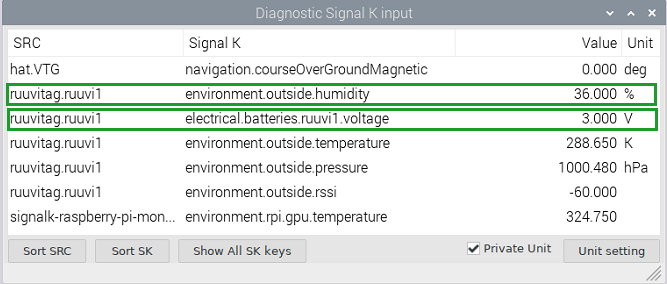 Diagnostic Signal K input
SRC Signal K Value Unit
hat.VTG navigation.courseOverGroundMagnetic 0.000 deg
ruuvitag.ruuvi1 environment.outside.humidity 36.000 %
ruuvitag.ruuvi1 electrical.batteries.ruuvi1.voltage 3.000 V
ruuvitag.ruuvi1 environment.outside.temperature 288.650 K
ruuvitag.ruuvi1 environment.outside.pressure 1000.480 hPa
ruuvitag.ruuvi1 environment.outside.rssi -60.000
signalk-raspberry-pi-mon... environment.rpi.gpu.temperature 324.750
Sort SRC Sort SK Show All SK keys Private Unit Unit setting